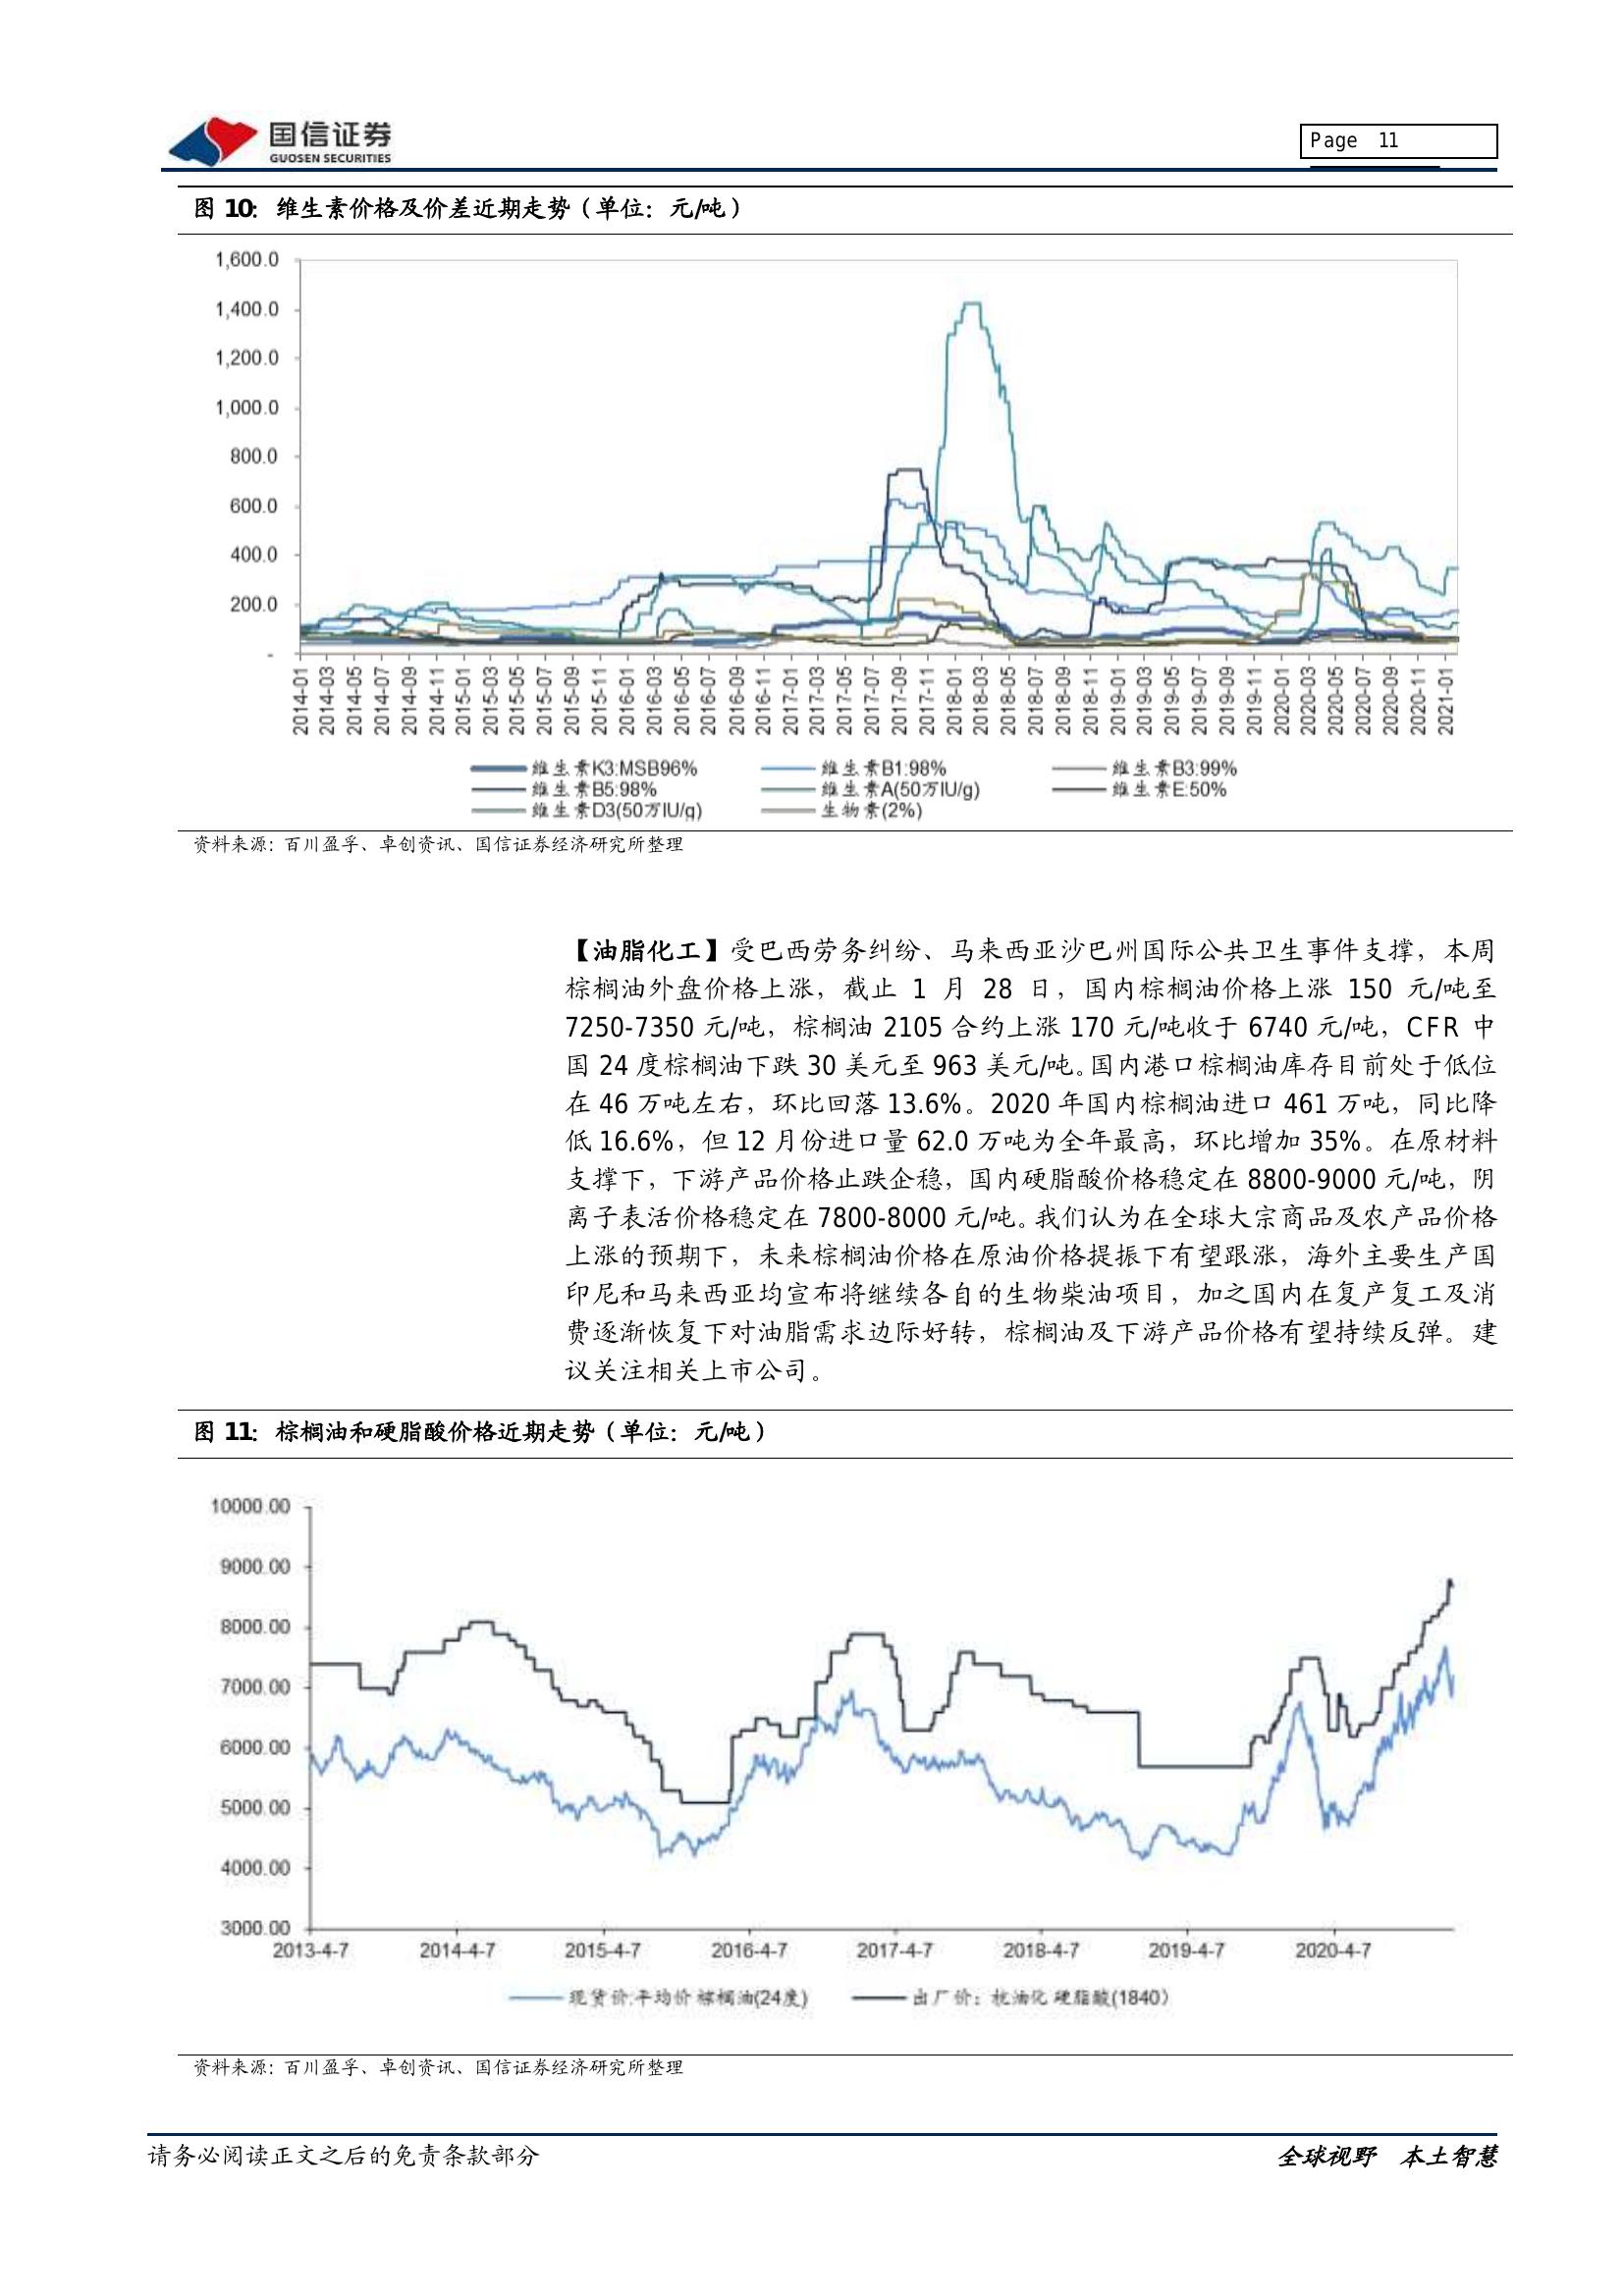 国信证券
GUOSEN SECURITIES
Page 11
图 10：维生素价格及价差近期走势（单位：元/吨）
1,600.0
1,400.0
1,200.0
1,000.0
800.0
600.0
400.0
200.0
-
2014-01
2014-03
2014-05
2014-07
2014-09
2014-11
2015-01
2015-03
2015-05
2015-07
2015-09
2015-11
2016-01
2016-03
2016-05
2016-07
2016-09
2016-11
2017-01
2017-03
2017-05
2017-07
2017-09
2017-11
2018-01
2018-03
2018-05
2018-07
2018-09
2018-11
2019-01
2019-03
2019-05
2019-07
2019-09
2019-11
2020-01
2020-03
2020-05
2020-07
2020-09
2020-11
2021-01
维生素K3:MSB96% 维生素B1:98% 维生素B3:99%
维生素B5:98% 维生素A(50万IU/g) 维生素E:50%
维生素D3(50万IU/g) 生物素(2%)
资料来源：百川盈孚、卓创资讯、国信证券经济研究所整理
【油脂化工】受巴西劳务纠纷、马来西亚沙巴州国际公共卫生事件支撑，本周
棕榈油外盘价格上涨，截止 1 月 28 日，国内棕榈油价格上涨 150 元/吨至
7250-7350 元/吨，棕榈油 2105 合约上涨 170 元/吨收于 6740 元/吨，CFR 中
国 24 度棕榈油下跌 30 美元至 963 美元/吨。国内港口棕榈油库存目前处于低位
在 46 万吨左右，环比回落 13.6%。2020 年国内棕榈油进口 461 万吨，同比降
低 16.6%，但 12 月份进口量 62.0 万吨为全年最高，环比增加 35%。在原材料
支撑下，下游产品价格止跌企稳，国内硬脂酸价格稳定在 8800-9000 元/吨，阴
离子表活价格稳定在 7800-8000 元/吨。我们认为在全球大宗商品及农产品价格
上涨的预期下，未来棕榈油价格在原油价格提振下有望跟涨，海外主要生产国
印尼和马来西亚均宣布将继续各自的生物柴油项目，加之国内在复产复工及消
费逐渐恢复下对油脂需求边际好转，棕榈油及下游产品价格有望持续反弹。建
议关注相关上市公司。
图 11：棕榈油和硬脂酸价格近期走势（单位：元/吨）
10000.00
9000.00
8000.00
7000.00
6000.00
5000.00
4000.00
3000.00
2013-4-7 2014-4-7 2015-4-7 2016-4-7 2017-4-7 2018-4-7 2019-4-7 2020-4-7
现货价:平均价 棕榈油(24度) 出厂价：杭油化 硬脂酸(1840）
资料来源：百川盈孚、卓创资讯、国信证券经济研究所整理
请务必阅读正文之后的免责条款部分 全球视野 本土智慧